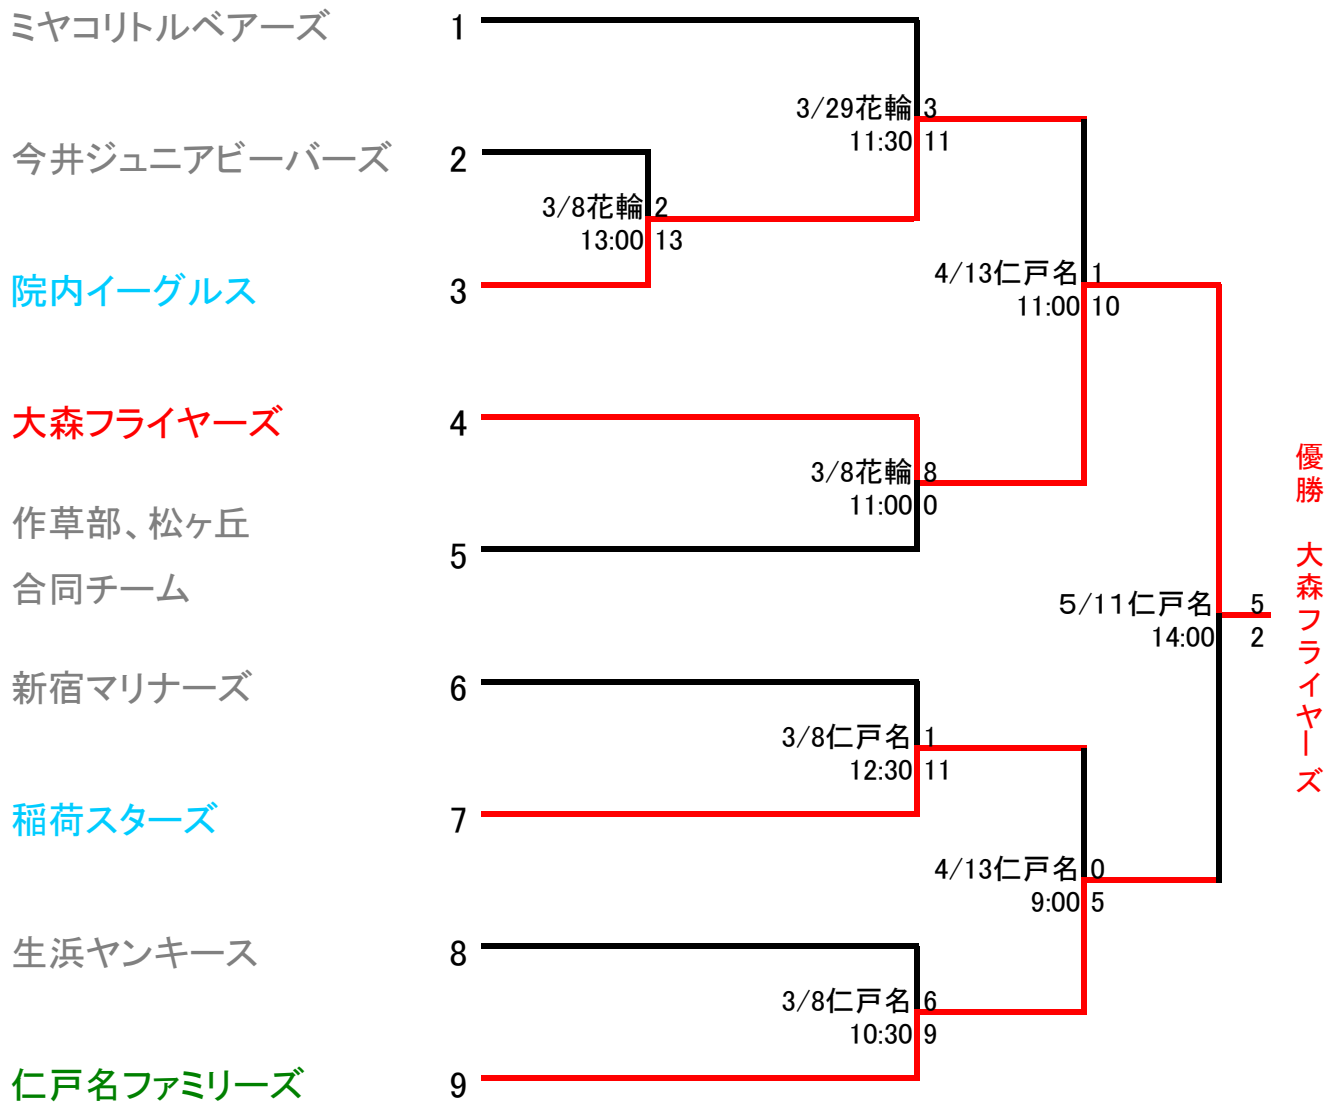 ミヤコリトルベアーズ 1
3/29花輪 3
11:30 11
今井ジュニアビーバーズ 2
3/8花輪 2
13:00 13
院内イーグルス 3
4/13仁戸名 1
11:00 10
大森フライヤーズ 4
3/8花輪 8
11:00 0
作草部、松ヶ丘
5
合同チーム
5/11仁戸名 5
14:00 2
優勝 大森フライヤーズ
新宿マリナーズ 6
3/8仁戸名 1
12:30 11
稲荷スターズ 7
4/13仁戸名 0
9:00 5
生浜ヤンキース 8
3/8仁戸名 6
10:30 9
仁戸名ファミリーズ 9